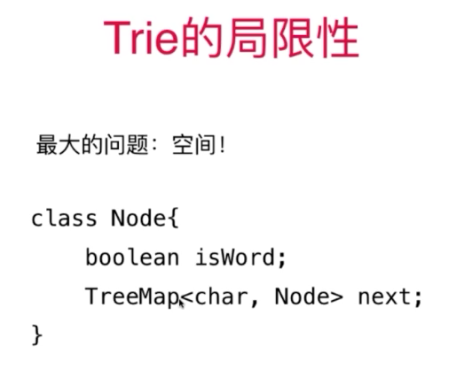 Trie的局限性
最大的问题：空间！
class Node{
    boolean isWord;
    TreeMap<char, Node> next;
}